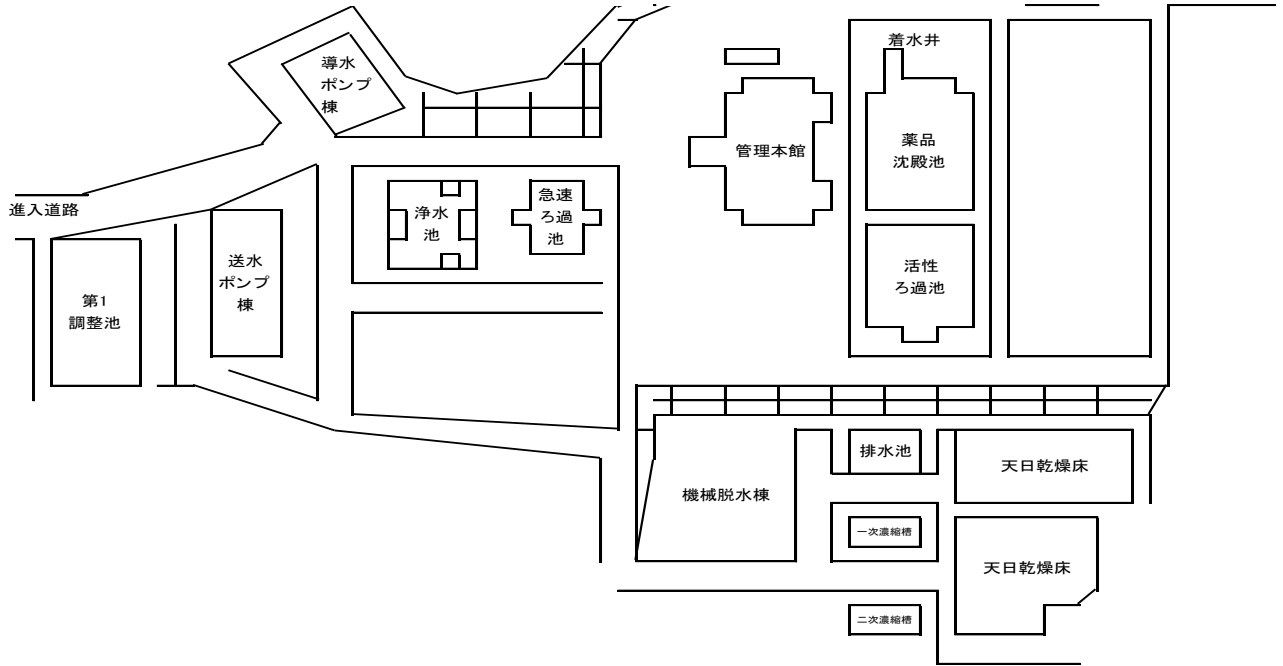 着水井
導水
ポンプ
棟
管理本館
薬品
沈殿池
進入道路
浄水
池
急速
ろ過
池
送水
ポンプ
棟
活性
ろ過池
第1
調整池
排水池
天日乾燥床
機械脱水棟
一次濃縮槽
天日乾燥床
二次濃縮槽